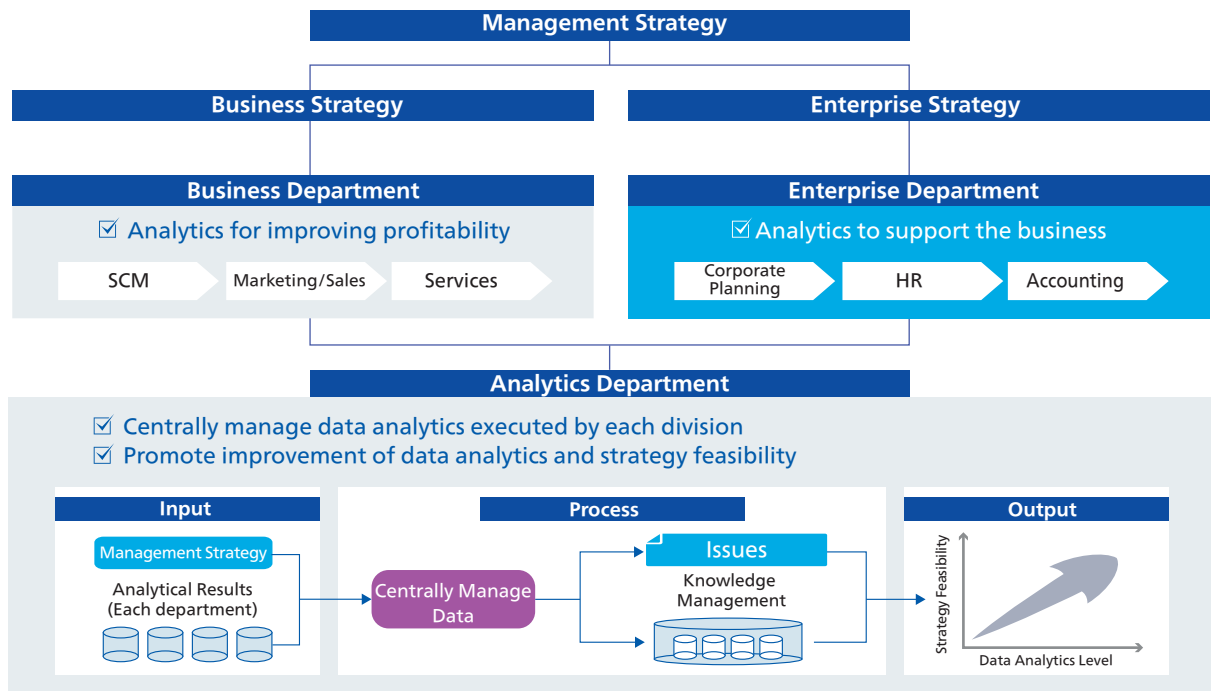 Management Strategy
Business Strategy
Enterprise Strategy
Business Department
Analytics for improving profitability
SCM
Marketing/Sales
Services
Enterprise Department
Analytics to support the business
Corporate
Planning
HR
Accounting
Analytics Department
Centrally manage data analytics executed by each division
Promote improvement of data analytics and strategy feasibility
Input
Management Strategy
Analytical Results
(Each department)
Process
Centrally Manage
Data
Issues
Knowledge
Management
Output
Strategy Feasibility
Data Analytics Level